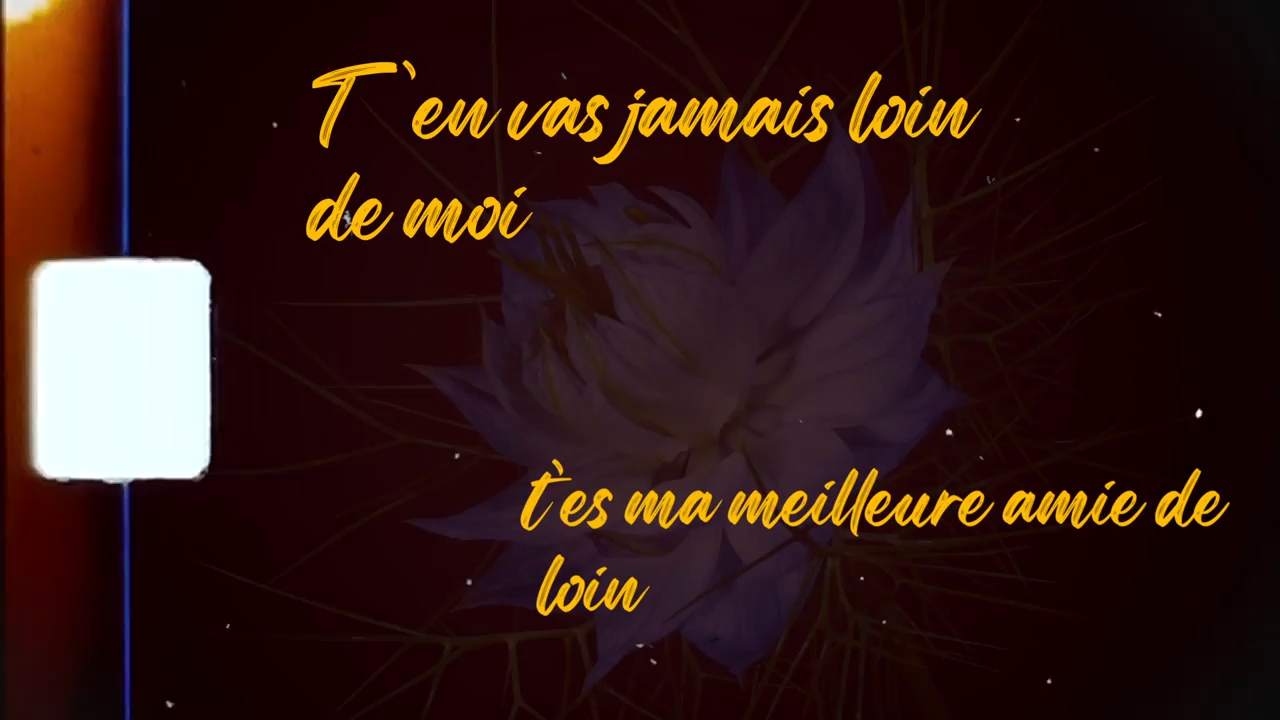 T`en vas jamais loin
de moi
t`es ma meilleure amie de
loin